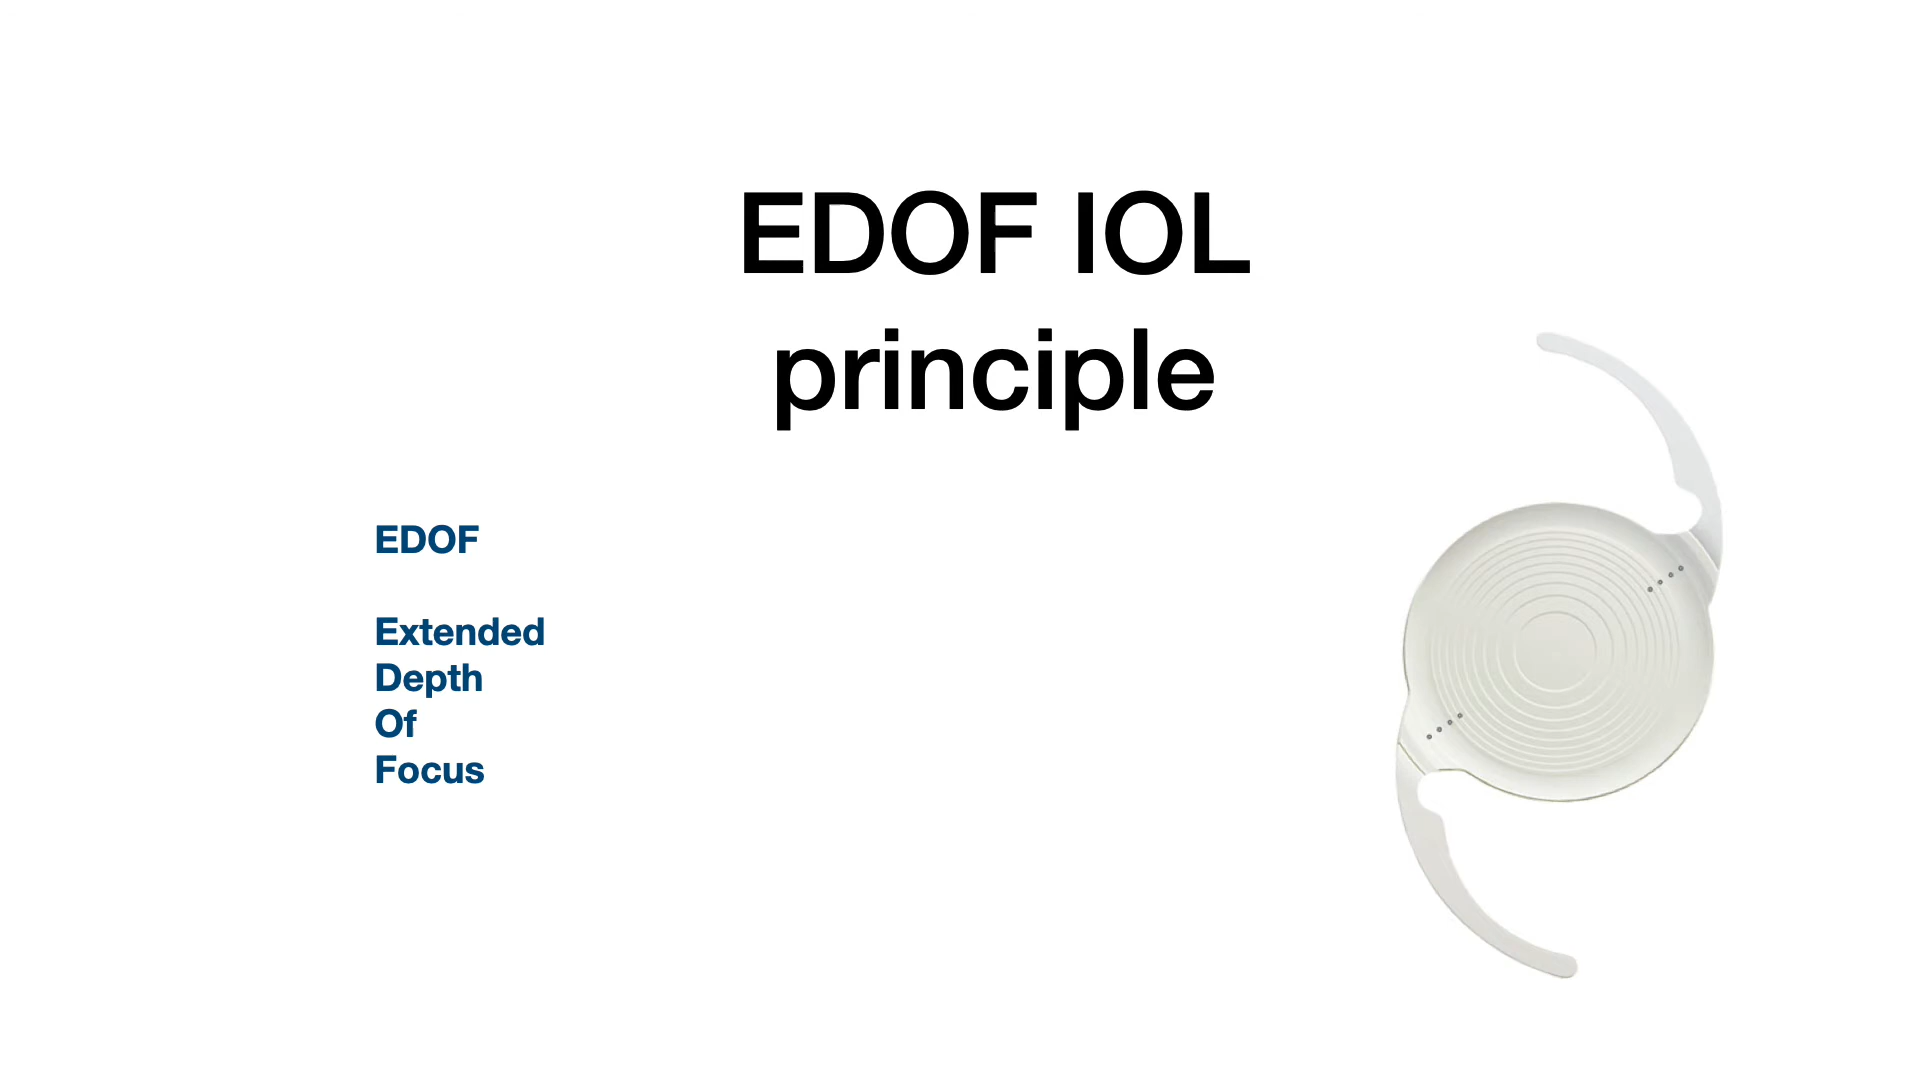 EDOF IOL
principle
EDOF
Extended
Depth
Of
Focus